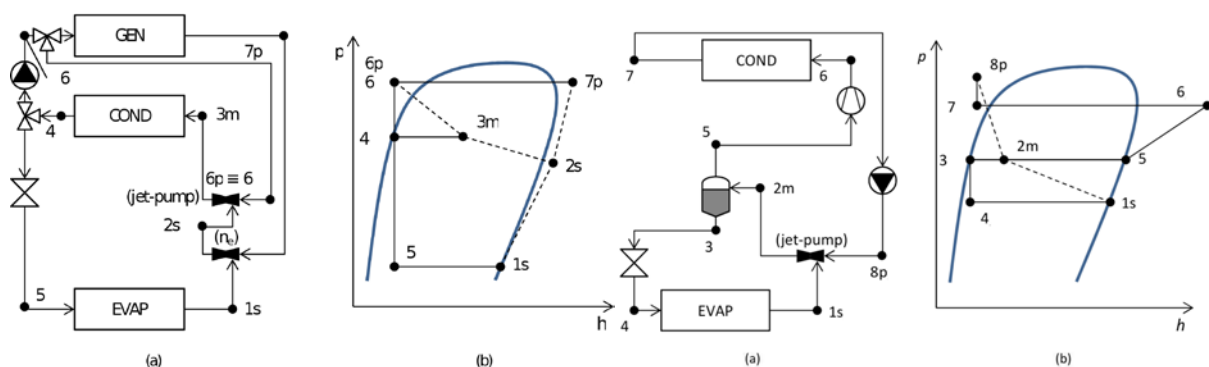 GEN
7p
6
COND
3m
4
6p ≡ 6
(jet-pump)
2s
(nₑ)
5
EVAP
1s
(a)
p
6p
6
7p
3m
4
2s
5
1s
h
(b)
7
COND
6
5
2m
3
(jet-pump)
8p
4
EVAP
1s
(a)
p
8p
7
6
3
2m
5
4
1s
h
(b)